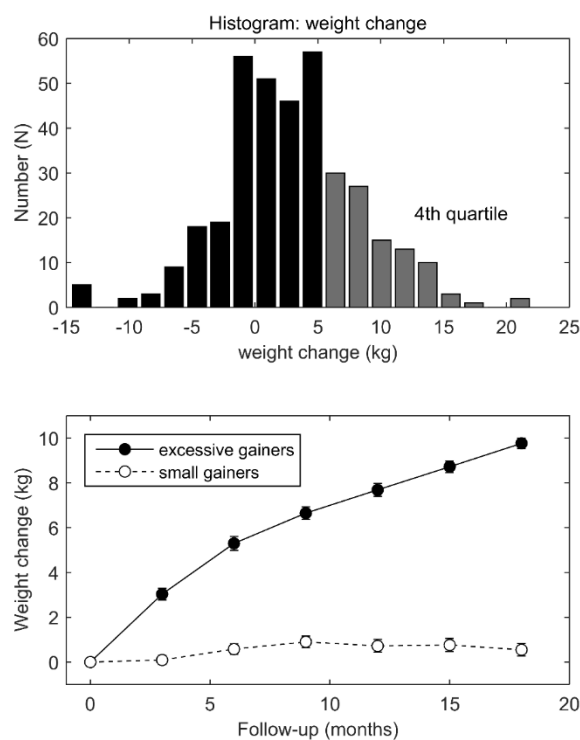 Histogram: weight change
60
50
40
30
20
10
0
Number (N)
4th quartile
-15 -10 -5 0 5 10 15 20 25
weight change (kg)
10
8
6
4
2
0
Weight change (kg)
excessive gainers
small gainers
0 5 10 15 20
Follow-up (months)